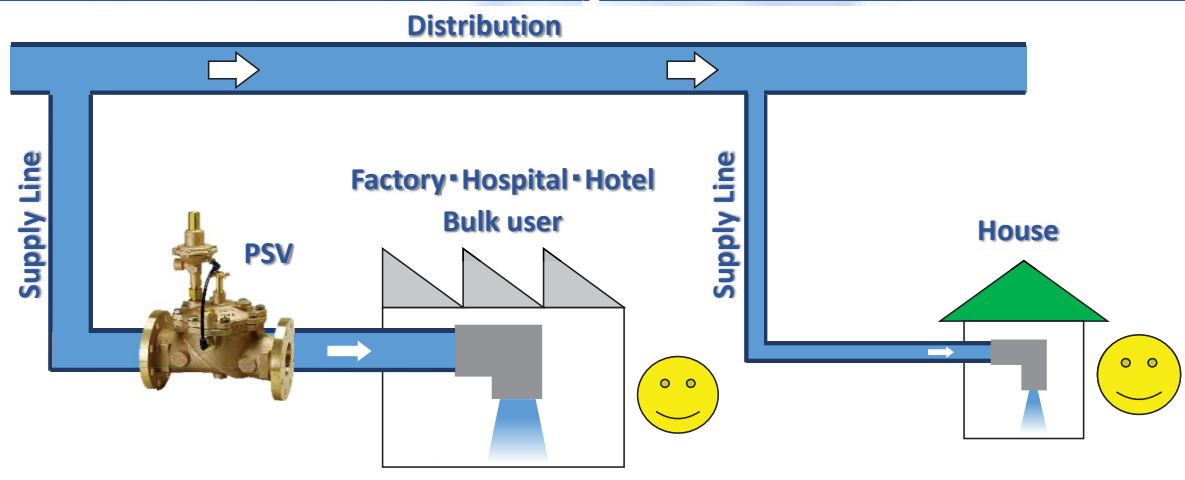 Distribution
Supply Line
PSV
Factory・Hospital・Hotel
Bulk user
Supply Line
House